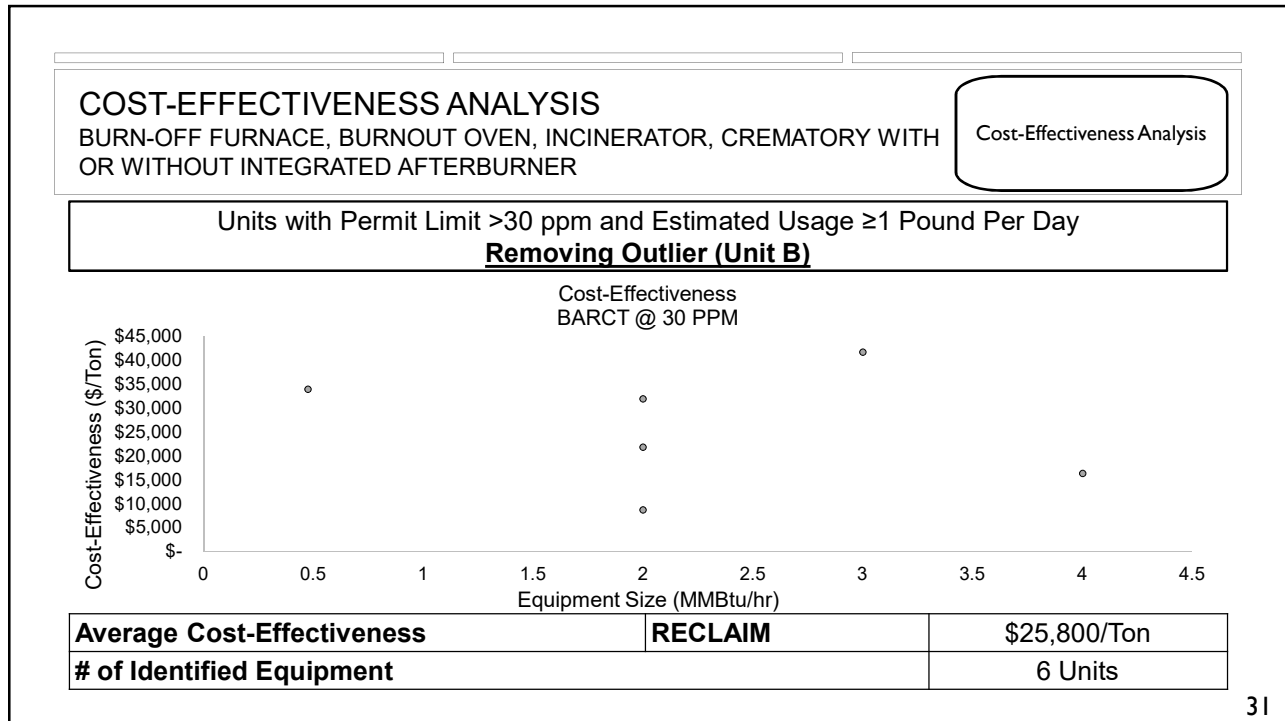 COST-EFFECTIVENESS ANALYSIS
BURN-OFF FURNACE, BURNOUT OVEN, INCINERATOR, CREMATORY WITH
OR WITHOUT INTEGRATED AFTERBURNER
Cost-Effectiveness Analysis
Units with Permit Limit >30 ppm and Estimated Usage ≥1 Pound Per Day
Removing Outlier (Unit B)
Cost-Effectiveness
BARCT @ 30 PPM
Cost-Effectiveness ($/Ton)
$45,000
$40,000
$35,000
$30,000
$25,000
$20,000
$15,000
$10,000
$5,000
$-
0 0.5 1 1.5 2 2.5 3 3.5 4 4.5
Equipment Size (MMBtu/hr)
Average Cost-Effectiveness RECLAIM $25,800/Ton
# of Identified Equipment 6 Units
31